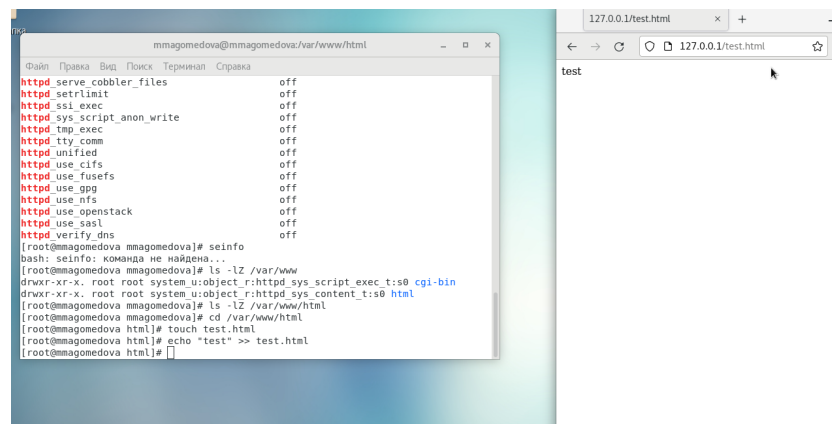 пка
mmagomedova@mmagomedova:/var/www/html
Файл Правка Вид Поиск Терминал Справка
httpd_serve_cobbler_files off
httpd_setrlimit off
httpd_ssi_exec off
httpd_sys_script_anon_write off
httpd_tmp_exec off
httpd_tty_comm off
httpd_unified off
httpd_use_cifs off
httpd_use_fusefs off
httpd_use_gpg off
httpd_use_nfs off
httpd_use_openstack off
httpd_use_sasl off
httpd_verify_dns off
[root@mmagomedova mmagomedova]# seinfo
bash: seinfo: команда не найдена...
[root@mmagomedova mmagomedova]# ls -lZ /var/www
drwxr-xr-x. root root system_u:object_r:httpd_sys_script_exec_t:s0 cgi-bin
drwxr-xr-x. root root system_u:object_r:httpd_sys_content_t:s0 html
[root@mmagomedova mmagomedova]# ls -lZ /var/www/html
[root@mmagomedova mmagomedova]# cd /var/www/html
[root@mmagomedova html]# touch test.html
[root@mmagomedova html]# echo "test" >> test.html
[root@mmagomedova html]#
127.0.0.1/test.html
127.0.0.1/test.html
test